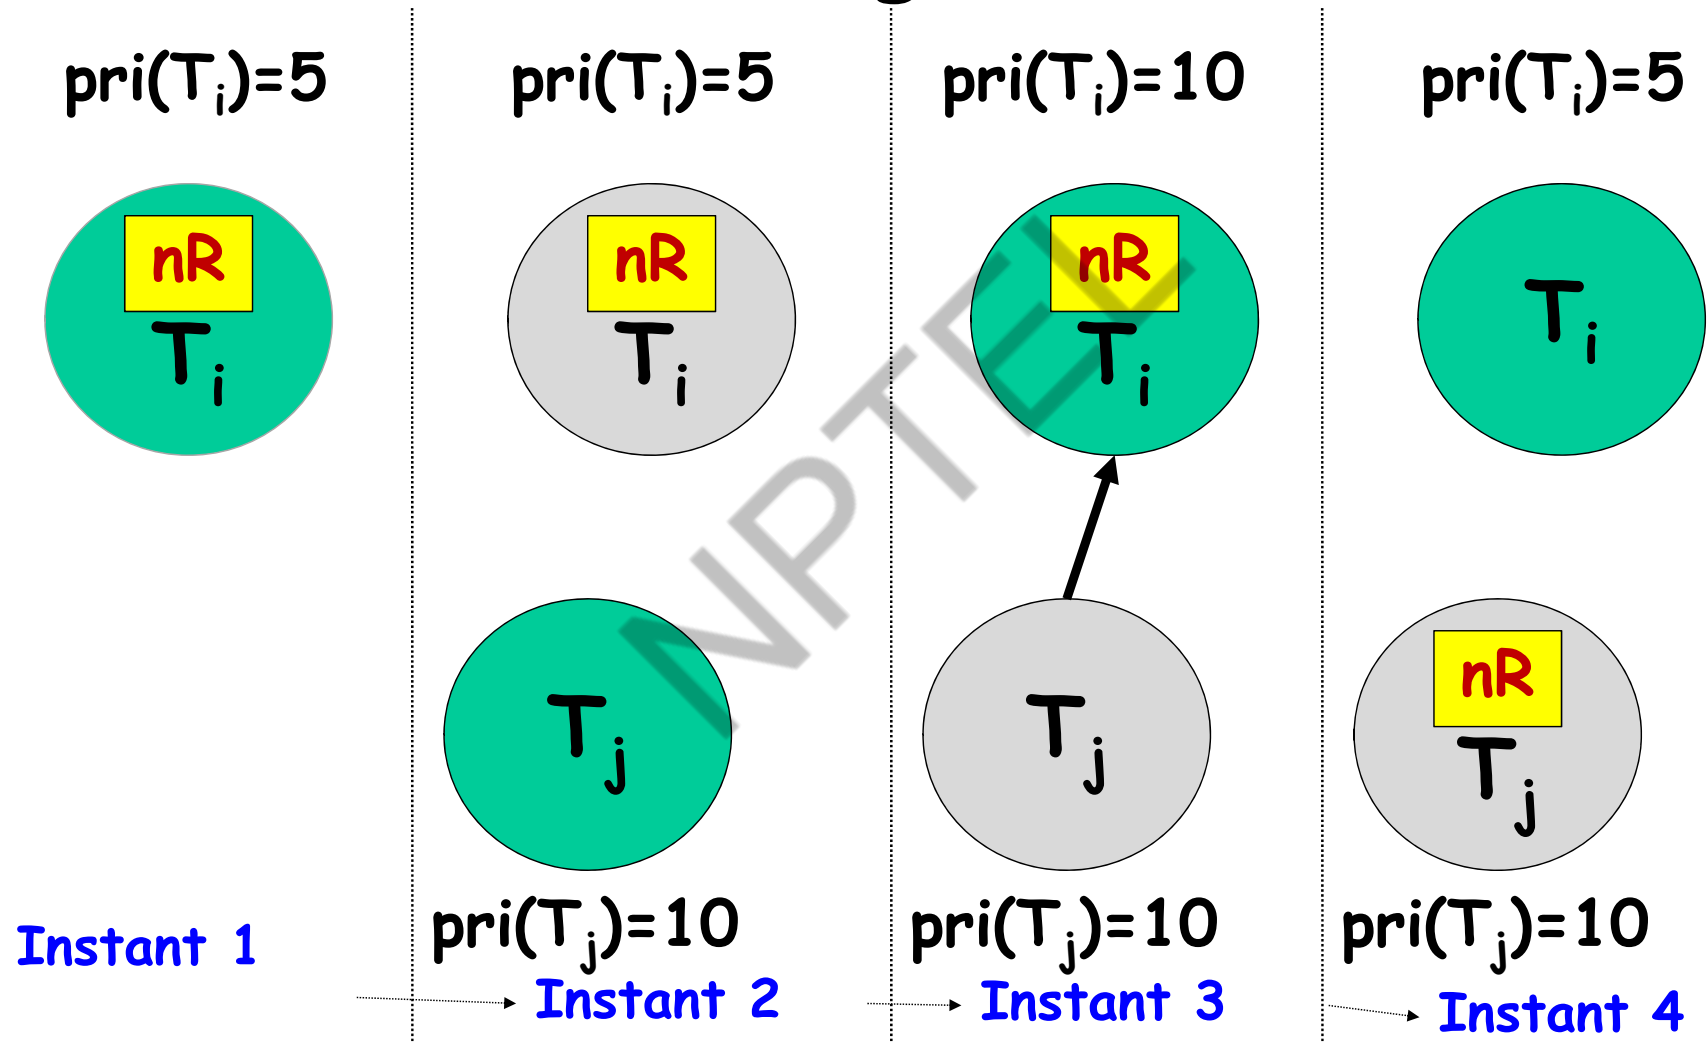 pri(Tᵢ)=5
nR
Tᵢ
Instant 1
pri(Tᵢ)=5
nR
Tᵢ
Tⱼ
pri(Tⱼ)=10
Instant 2
pri(Tᵢ)=10
nR
Tᵢ
Tⱼ
pri(Tⱼ)=10
Instant 3
pri(Tᵢ)=5
Tᵢ
nR
Tⱼ
pri(Tⱼ)=10
Instant 4
NPTEL